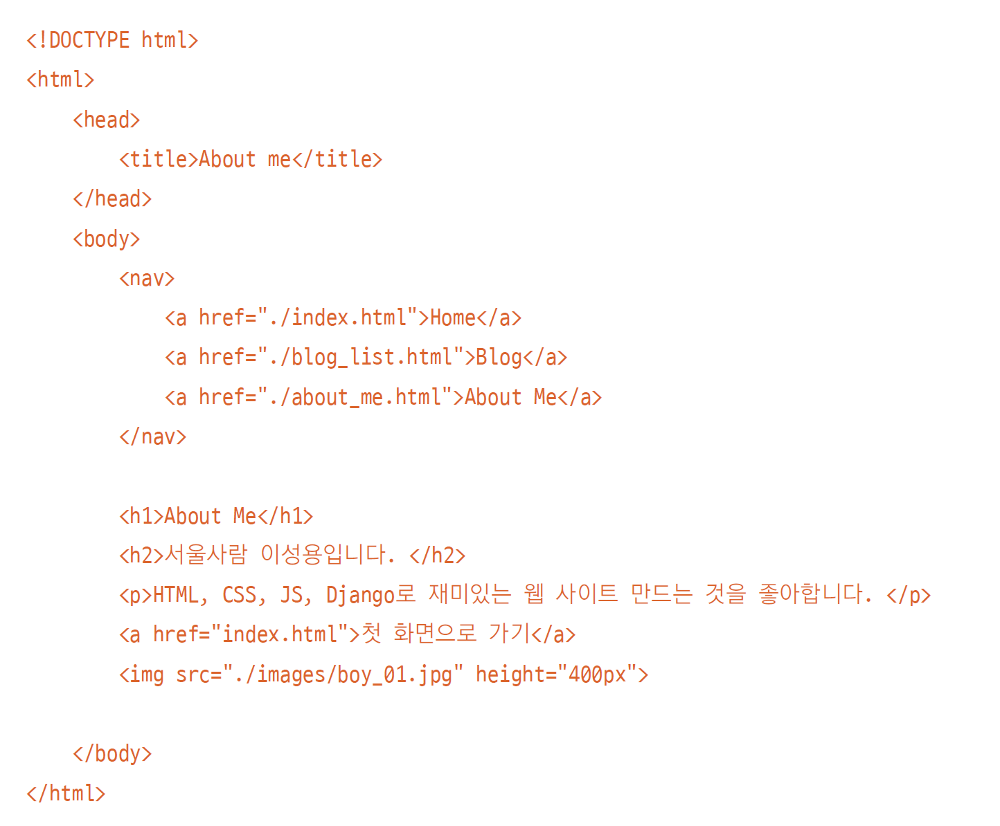 <!DOCTYPE html>
<html>
    <head>
        <title>About me</title>
    </head>
    <body>
        <nav>
            <a href="./index.html">Home</a>
            <a href="./blog_list.html">Blog</a>
            <a href="./about_me.html">About Me</a>
        </nav>

        <h1>About Me</h1>
        <h2>서울사람 이성용입니다. </h2>
        <p>HTML, CSS, JS, Django로 재미있는 웹 사이트 만드는 것을 좋아합니다. </p>
        <a href="index.html">첫 화면으로 가기</a>
        <img src="./images/boy_01.jpg" height="400px">

    </body>
</html>